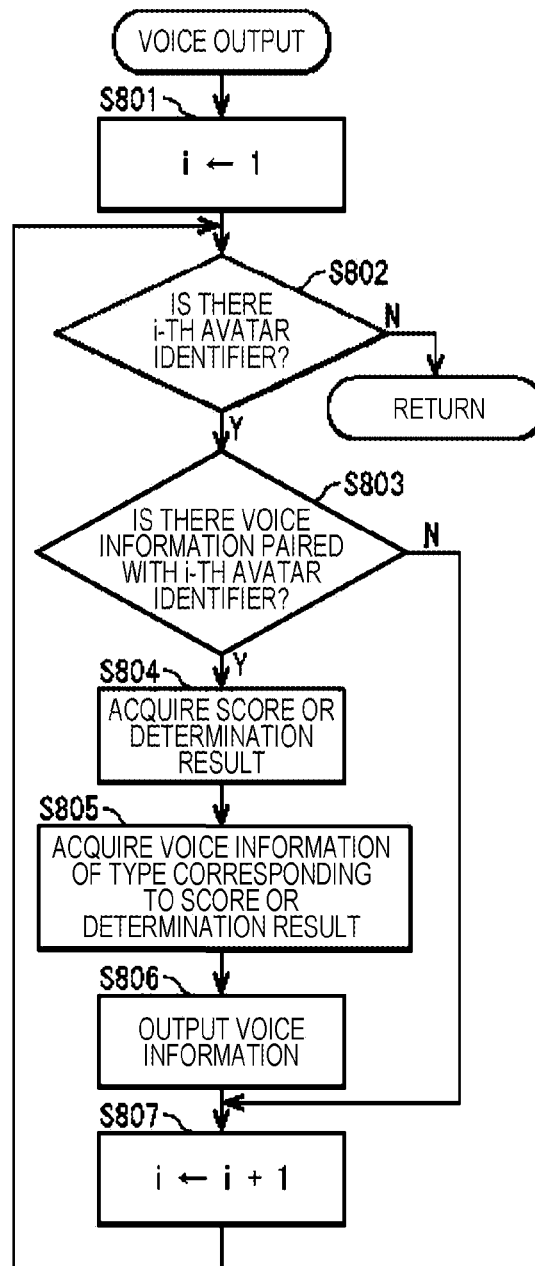 VOICE OUTPUT
S801
i ← 1
S802
IS THERE
i-TH AVATAR
IDENTIFIER?
N
RETURN
Y
S803
IS THERE VOICE
INFORMATION PAIRED
WITH i-TH AVATAR
IDENTIFIER?
N
Y
S804
ACQUIRE SCORE OR
DETERMINATION
RESULT
S805
ACQUIRE VOICE INFORMATION
OF TYPE CORRESPONDING
TO SCORE OR
DETERMINATION RESULT
S806
OUTPUT VOICE
INFORMATION
S807
i ← i + 1